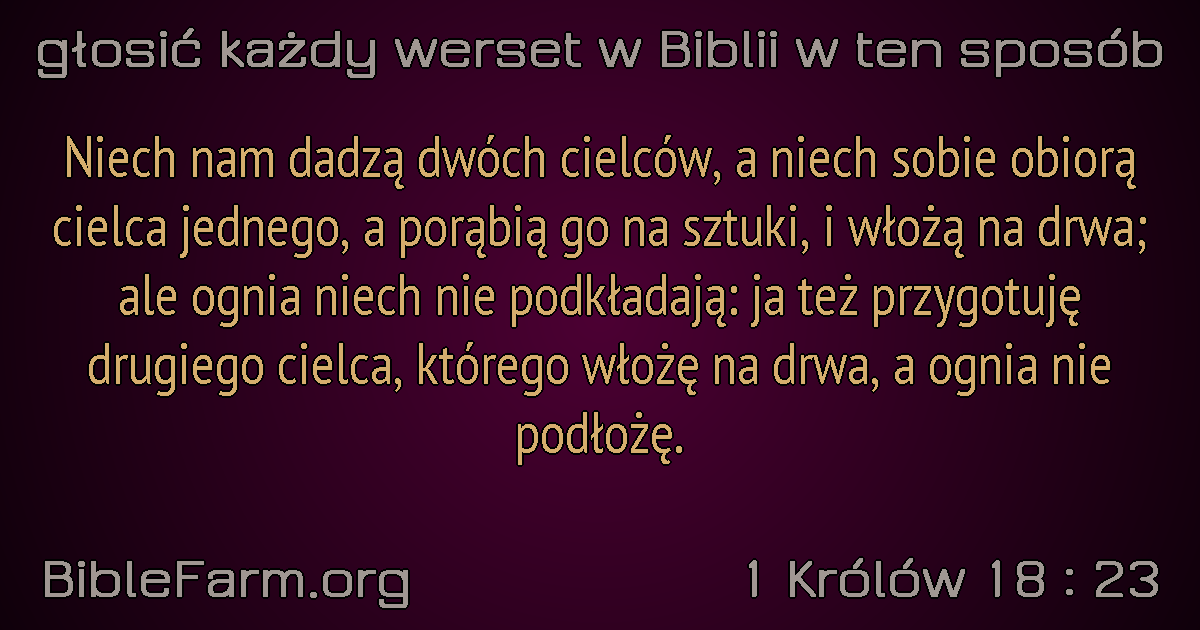 głosić każdy werset w Biblii w ten sposób
Niech nam dadzą dwóch cielców, a niech sobie obiorą
cielca jednego, a porąbią go na sztuki, i włożą na drwa;
ale ognia niech nie podkładają: ja też przygotuję
drugiego cielca, którego włożę na drwa, a ognia nie
podłożę.
BibleFarm.org
1 Królów 18 : 23